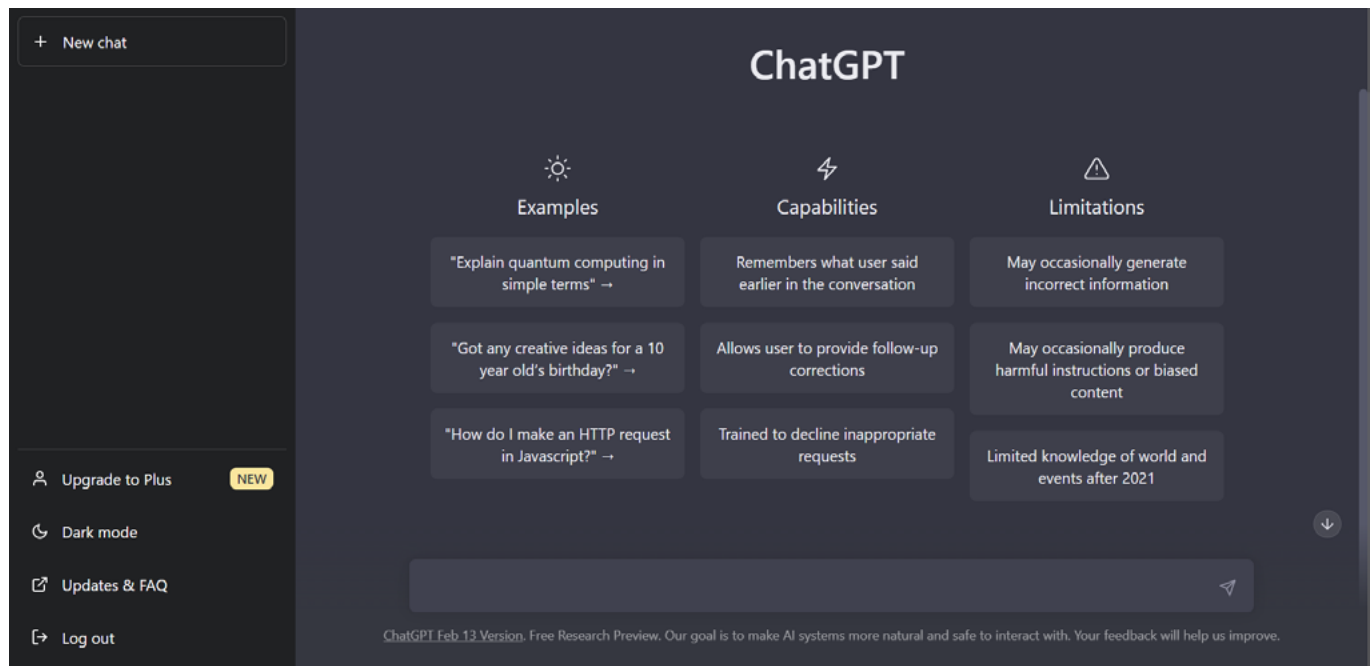 + New chat
Upgrade to Plus NEW
Dark mode
Updates & FAQ
Log out
ChatGPT
Examples
"Explain quantum computing in
simple terms" →
"Got any creative ideas for a 10
year old's birthday?" →
"How do I make an HTTP request
in Javascript?" →
Capabilities
Remembers what user said
earlier in the conversation
Allows user to provide follow-up
corrections
Trained to decline inappropriate
requests
Limitations
May occasionally generate
incorrect information
May occasionally produce
harmful instructions or biased
content
Limited knowledge of world and
events after 2021
ChatGPT Feb 13 Version. Free Research Preview. Our goal is to make AI systems more natural and safe to interact with. Your feedback will help us improve.